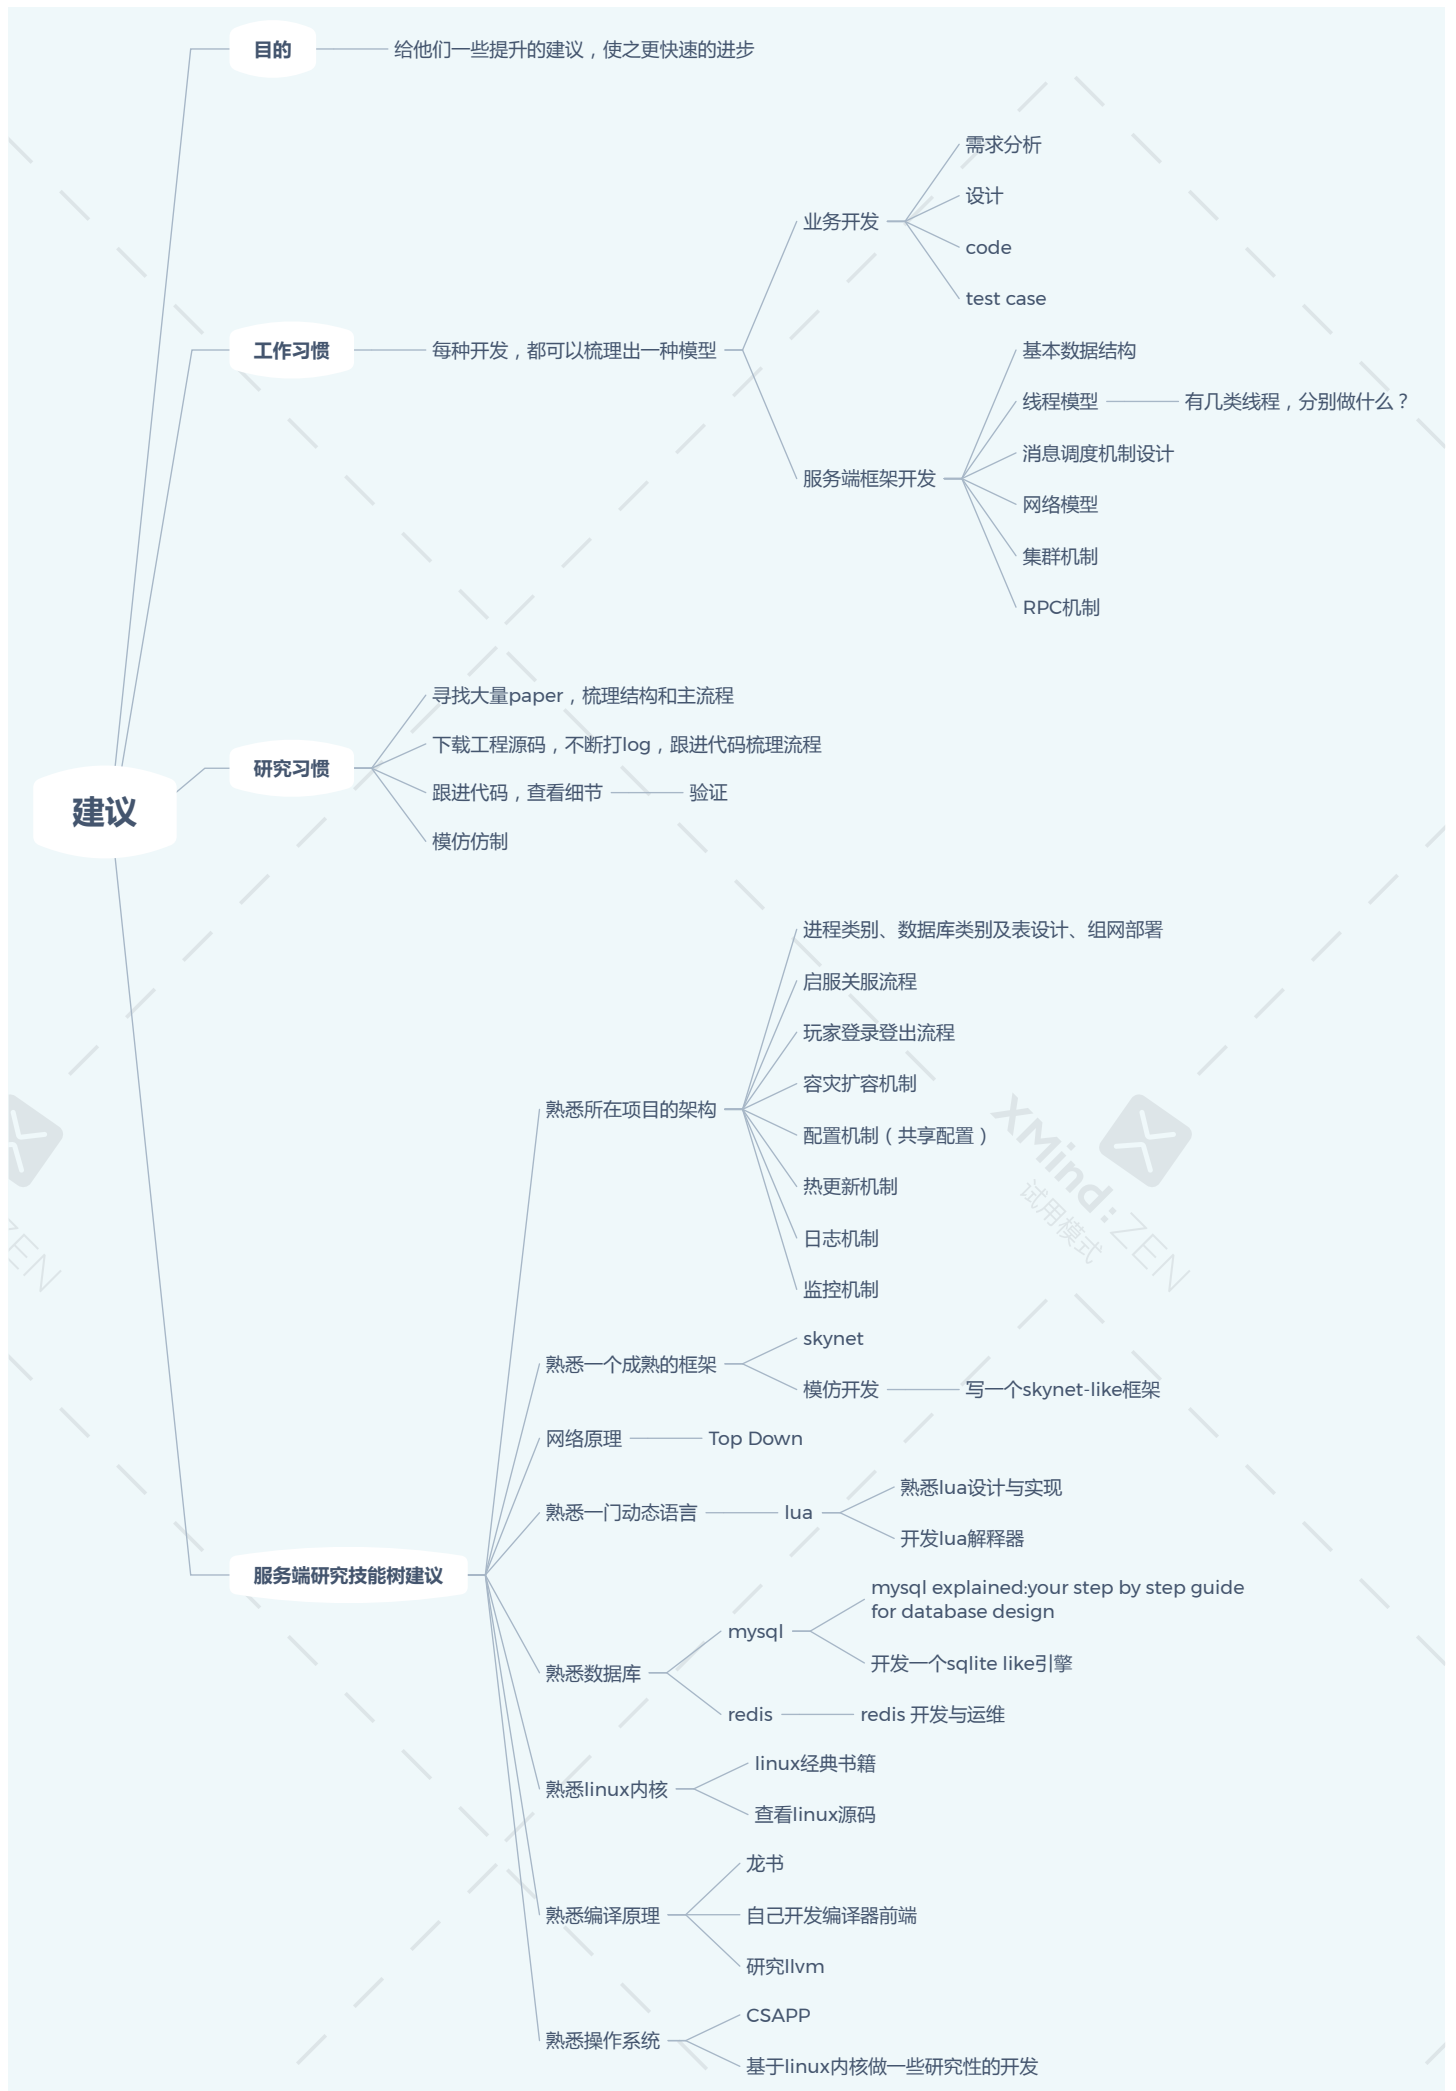 目的
给他们一些提升的建议，使之更快速的进步
需求分析
设计
业务开发
code
test case
工作习惯
每种开发，都可以梳理出一种模型
基本数据结构
线程模型
有几类线程，分别做什么？
消息调度机制设计
服务端框架开发
网络模型
集群机制
RPC机制
寻找大量paper，梳理结构和主流程
下载工程源码，不断打log，跟进代码梳理流程
研究习惯
跟进代码，查看细节
验证
模仿仿制
建议
进程类别、数据库类别及表设计、组网部署
启服关服流程
玩家登录登出流程
容灾扩容机制
熟悉所在项目的架构
配置机制（共享配置）
热更新机制
日志机制
监控机制
XMind:ZEN
试用模式
ZEN
skynet
熟悉一个成熟的框架
模仿开发
写一个skynet-like框架
网络原理
Top Down
熟悉一门动态语言
lua
熟悉lua设计与实现
开发lua解释器
服务端研究技能树建议
mysql explained:your step by step guide
for database design
mysql
开发一个sqlite like引擎
熟悉数据库
redis
redis 开发与运维
linux经典书籍
熟悉linux内核
查看linux源码
龙书
熟悉编译原理
自己开发编译器前端
研究llvm
CSAPP
熟悉操作系统
基于linux内核做一些研究性的开发